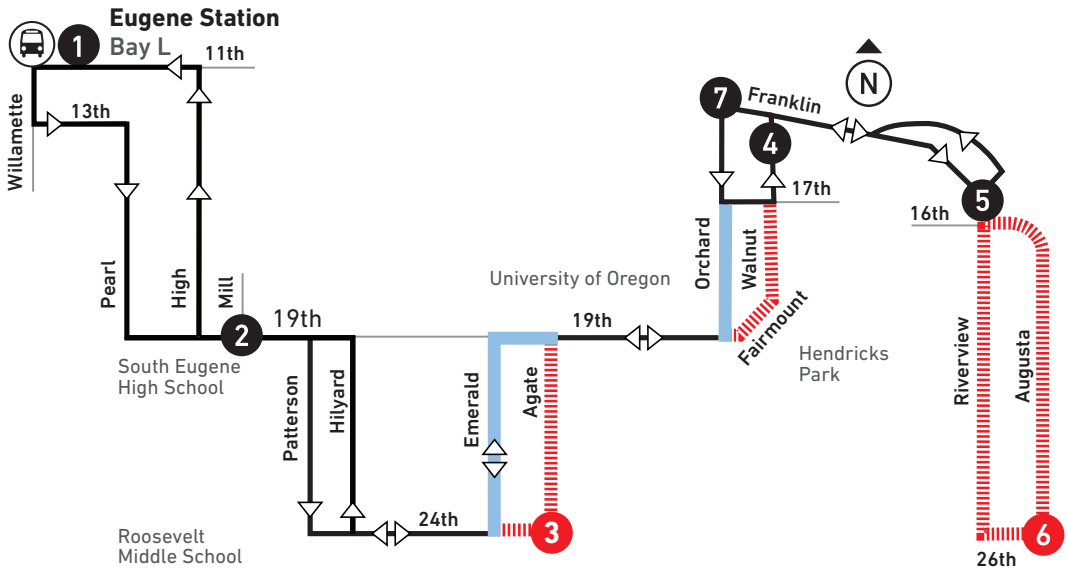 Eugene Station
1
Bay L
11th
Willamette
13th
Pearl
High
Mill
2
19th
South Eugene
High School
Patterson
Hilyard
Roosevelt
Middle School
24th
Emerald
Agate
3
University of Oregon
19th
7
Franklin
4
N
17th
Orchard
Walnut
Fairmount
Hendricks
Park
5
16th
Riverview
Augusta
6
26th